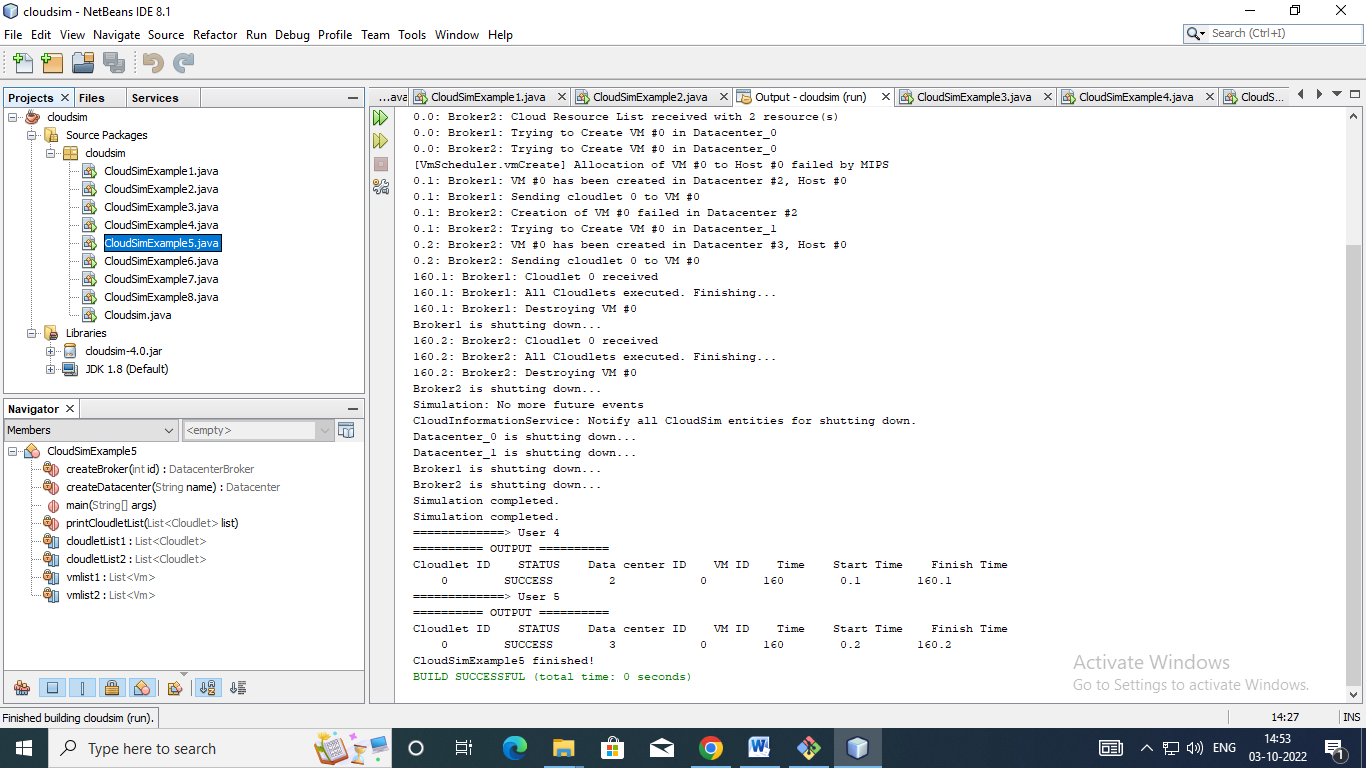 cloudsim - NetBeans IDE 8.1
File Edit View Navigate Source Refactor Run Debug Profile Team Tools Window Help
Search (Ctrl+I)
Projects Files Services
cloudsim
Source Packages
cloudsim
CloudSimExample1.java
CloudSimExample2.java
CloudSimExample3.java
CloudSimExample4.java
CloudSimExample5.java
CloudSimExample6.java
CloudSimExample7.java
CloudSimExample8.java
Cloudsim.java
Libraries
cloudsim-4.0.jar
JDK 1.8 (Default)
Navigator
Members <empty>
CloudSimExample5
createBroker(int id) : DatacenterBroker
createDatacenter(String name) : Datacenter
main(String[] args)
printCloudletList(List<Cloudlet> list)
cloudletList1 : List<Cloudlet>
cloudletList2 : List<Cloudlet>
vmlist1 : List<Vm>
vmlist2 : List<Vm>
...ava CloudSimExample1.java CloudSimExample2.java Output - cloudsim (run) CloudSimExample3.java CloudSimExample4.java CloudS...
0.0: Broker2: Cloud Resource List received with 2 resource(s)
0.0: Broker1: Trying to Create VM #0 in Datacenter_0
0.0: Broker2: Trying to Create VM #0 in Datacenter_0
[VmScheduler.vmCreate] Allocation of VM #0 to Host #0 failed by MIPS
0.1: Broker1: VM #0 has been created in Datacenter #2, Host #0
0.1: Broker1: Sending cloudlet 0 to VM #0
0.1: Broker2: Creation of VM #0 failed in Datacenter #2
0.1: Broker2: Trying to Create VM #0 in Datacenter_1
0.2: Broker2: VM #0 has been created in Datacenter #3, Host #0
0.2: Broker2: Sending cloudlet 0 to VM #0
160.1: Broker1: Cloudlet 0 received
160.1: Broker1: All Cloudlets executed. Finishing...
160.1: Broker1: Destroying VM #0
Broker1 is shutting down...
160.2: Broker2: Cloudlet 0 received
160.2: Broker2: All Cloudlets executed. Finishing...
160.2: Broker2: Destroying VM #0
Broker2 is shutting down...
Simulation: No more future events
CloudInformationService: Notify all CloudSim entities for shutting down.
Datacenter_0 is shutting down...
Datacenter_1 is shutting down...
Broker1 is shutting down...
Broker2 is shutting down...
Simulation completed.
Simulation completed.
=============> User 4
========== OUTPUT ==========
Cloudlet ID STATUS Data center ID VM ID Time Start Time Finish Time
0 SUCCESS 2 0 160 0.1 160.1
=============> User 5
========== OUTPUT ==========
Cloudlet ID STATUS Data center ID VM ID Time Start Time Finish Time
0 SUCCESS 3 0 160 0.2 160.2
CloudSimExample5 finished!
BUILD SUCCESSFUL (total time: 0 seconds)
Activate Windows
Go to Settings to activate Windows.
Finished building cloudsim (run).
14:27 INS
Type here to search
ENG
14:53
03-10-2022
1